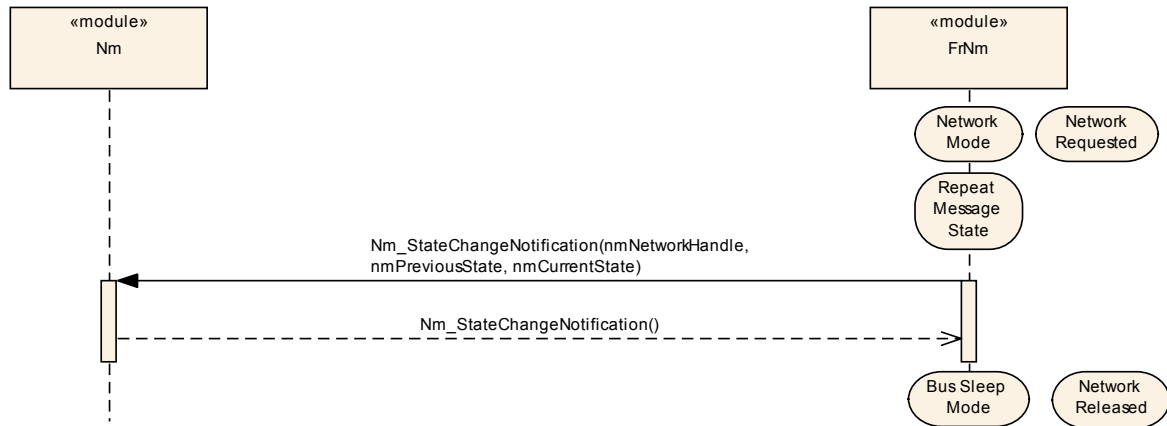 «module»
Nm
«module»
FrNm
Network
Mode
Network
Requested
Repeat
Message
State
Nm_StateChangeNotification(nmNetworkHandle,
nmPreviousState, nmCurrentState)
Nm_StateChangeNotification()
Bus Sleep
Mode
Network
Released